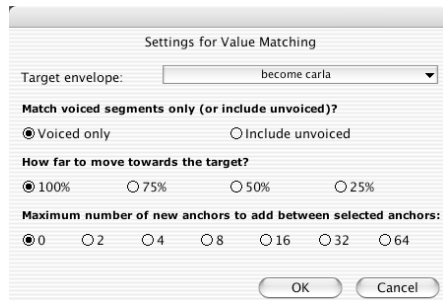 Settings for Value Matching
Target envelope: become carla
Match voiced segments only (or include unvoiced)?
Voiced only Include unvoiced
How far to move towards the target?
100% 75% 50% 25%
Maximum number of new anchors to add between selected anchors:
0 2 4 8 16 32 64
OK Cancel